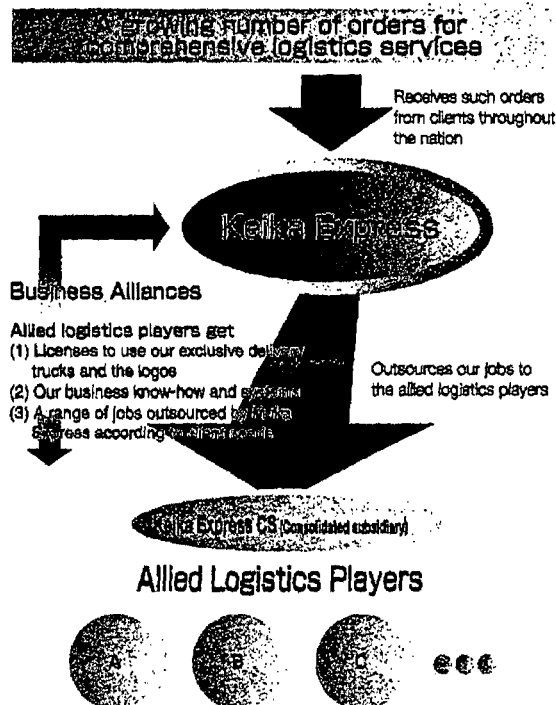 Growing number of orders for
comprehensive logistics services
Receives such orders
from clients throughout
the nation
Keika Express
Business Alliances
Allied logistics players get
(1) Licenses to use our exclusive delivery
trucks and the logos
(2) Our business know-how and systems
(3) A range of jobs outsourced by Keika
Express according to client needs
Outsources our jobs to
the allied logistics players
Keika Express CS (Consolidated subsidiary)
Allied Logistics Players
A B C